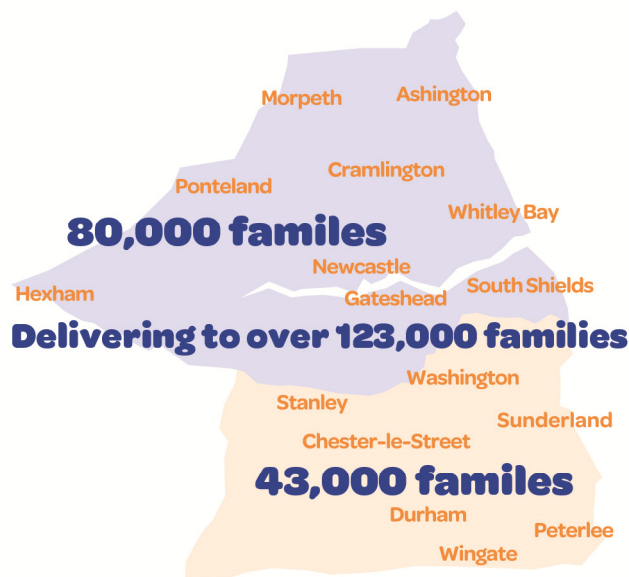 Morpeth
Ashington
Cramlington
Ponteland
Whitley Bay
80,000 familes
Newcastle
South Shields
Hexham
Gateshead
Delivering to over 123,000 families
Washington
Stanley
Sunderland
Chester-le-Street
43,000 familes
Durham
Peterlee
Wingate